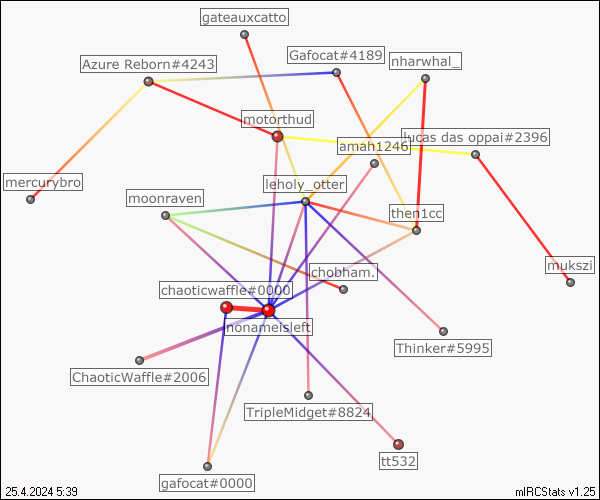 gateauxcatto
Gafocat#4189
Azure Reborn#4243
nharwhal_
motorthud
lucas das oppai#2396
amah1246
mercurybro
leholy_otter
moonraven
then1cc
mukszi
chobham.
chaoticwaffle#0000
nonameisleft
Thinker#5995
ChaoticWaffle#2006
TripleMidget#8824
tt532
gafocat#0000
25.4.2024 5:39
mIRCStats v1.25